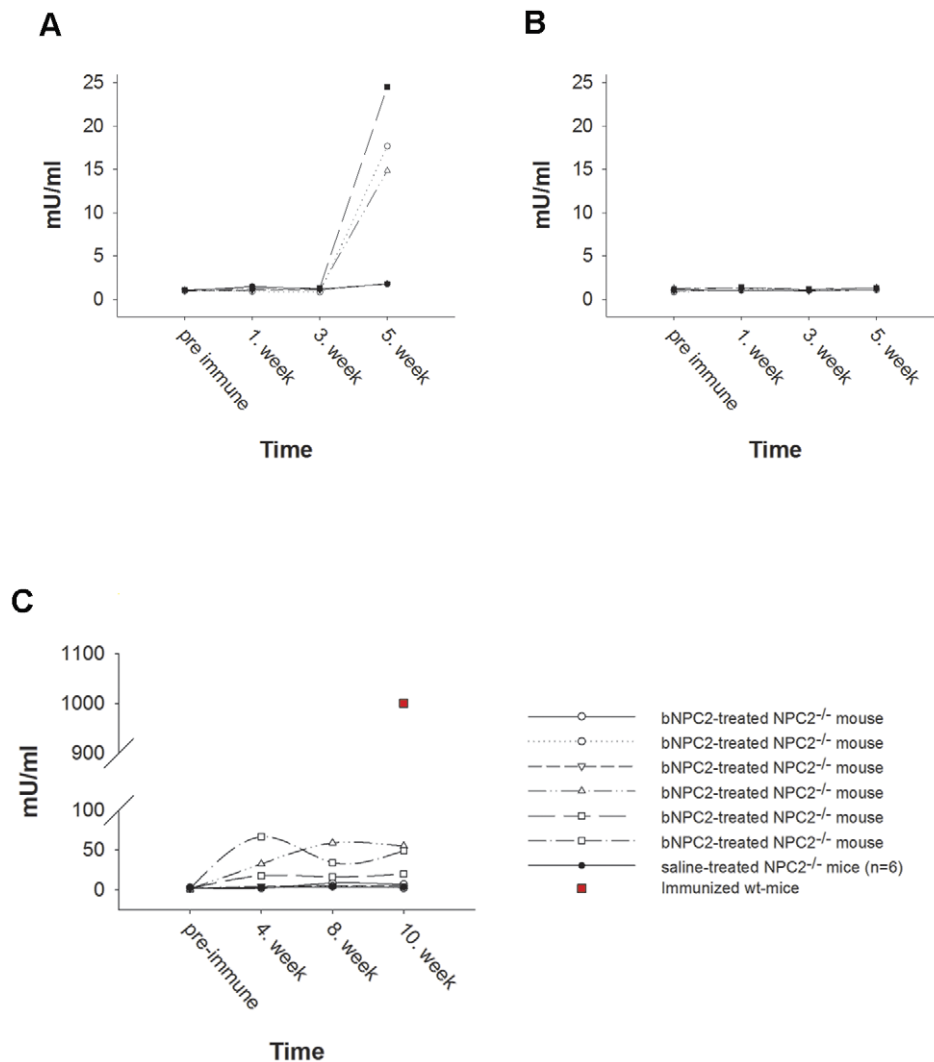 A
25
20
15
10
5
0
mU/ml
pre immune
1. week
3. week
5. week
Time
B
25
20
15
10
5
0
mU/ml
pre immune
1. week
3. week
5. week
Time
C
1100
1000
900
100
50
0
mU/ml
pre-immune
4. week
8. week
10. week
Time
bNPC2-treated NPC2-/- mouse
bNPC2-treated NPC2-/- mouse
bNPC2-treated NPC2-/- mouse
bNPC2-treated NPC2-/- mouse
bNPC2-treated NPC2-/- mouse
bNPC2-treated NPC2-/- mouse
saline-treated NPC2-/- mice (n=6)
Immunized wt-mice